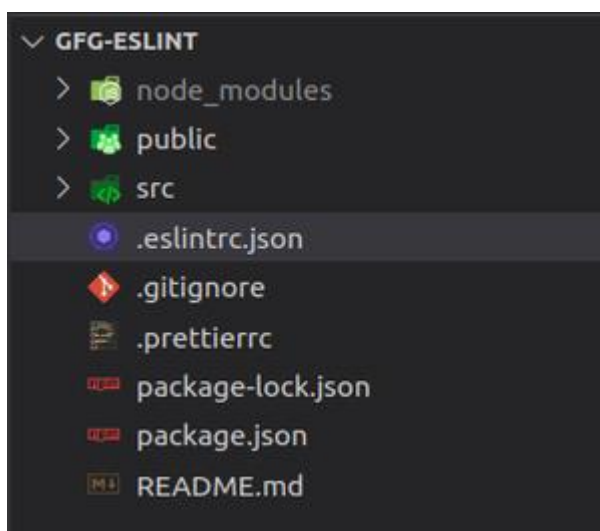 GFG-ESLINT
node_modules
public
src
.eslintrc.json
.gitignore
.prettierrc
package-lock.json
package.json
README.md